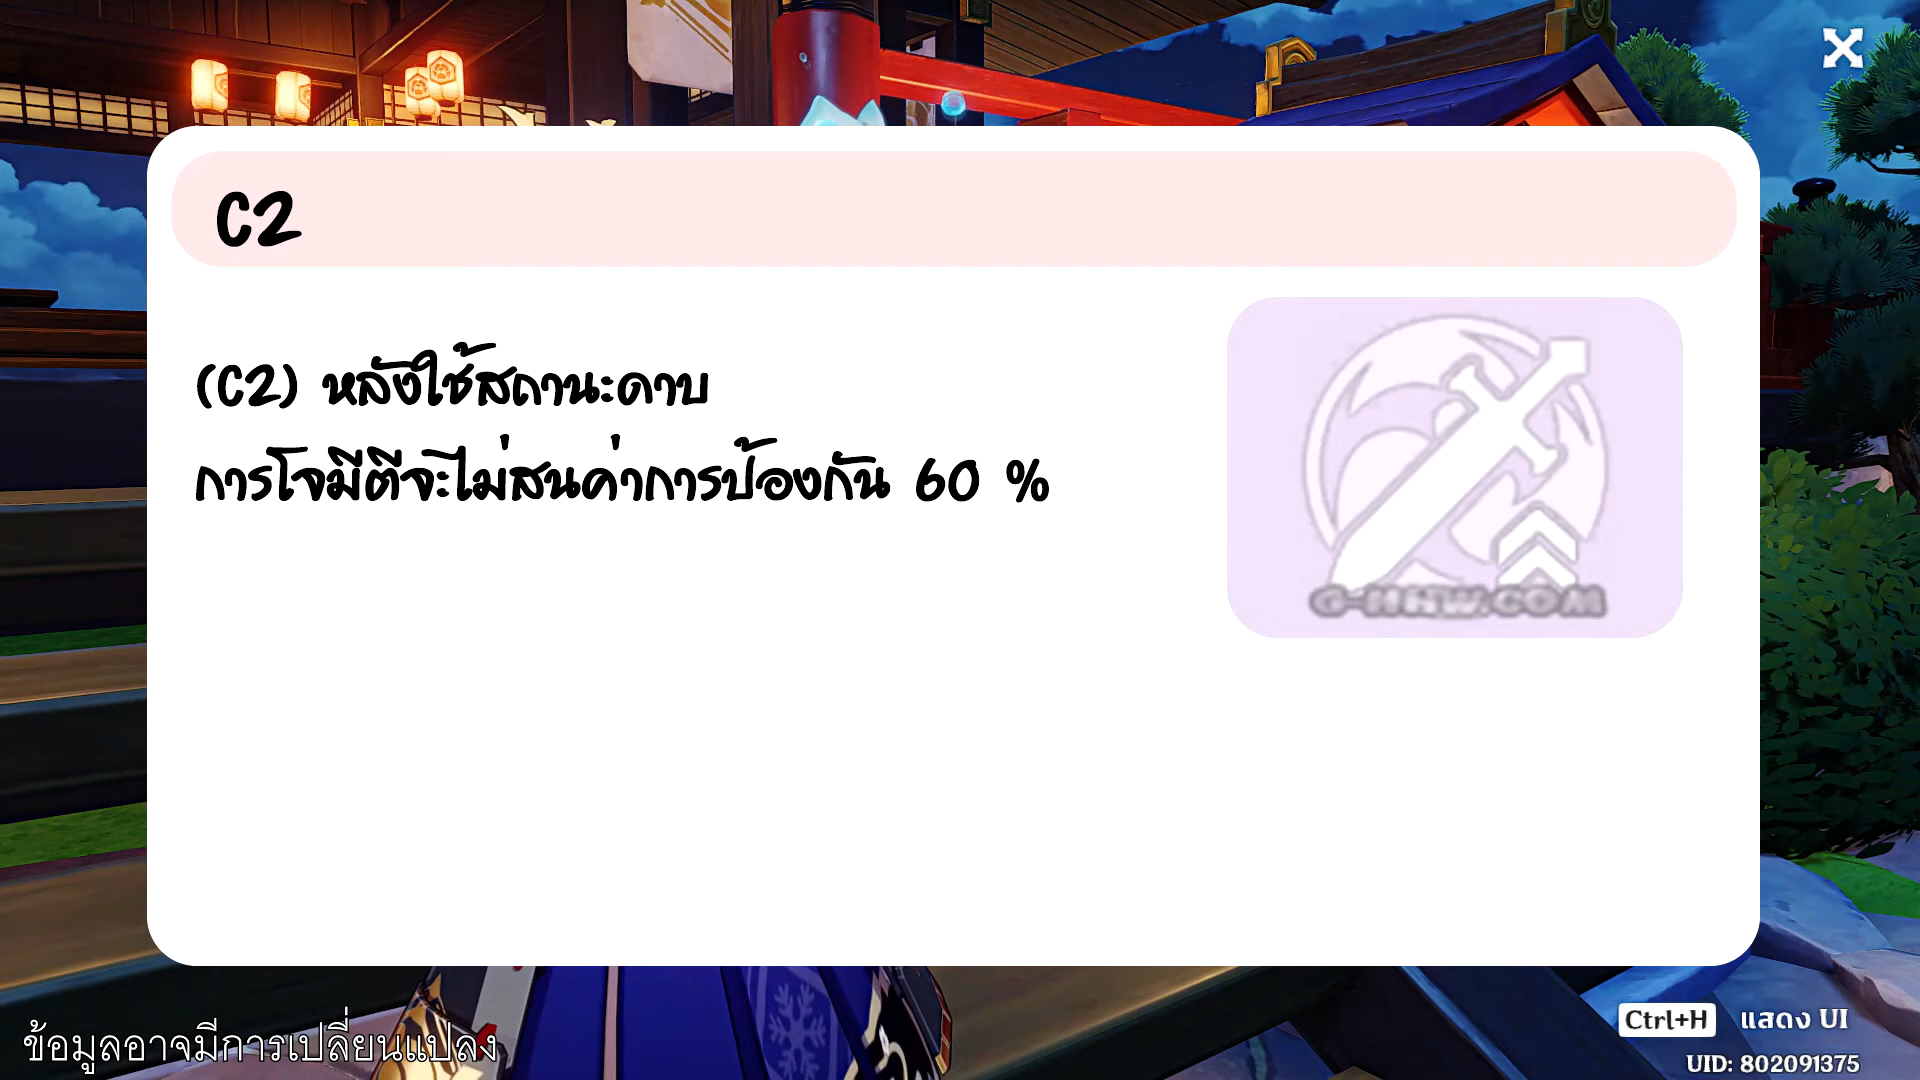 C2
(C2) หลังใช้สถานะดาบ
การโจมีตีจะไม่สนค่าการป้องกัน 60 %
G-HNW.COM
ข้อมูลอาจมีการเปลี่ยนแปลง
Ctrl+H แสดง UI
UID: 802091375